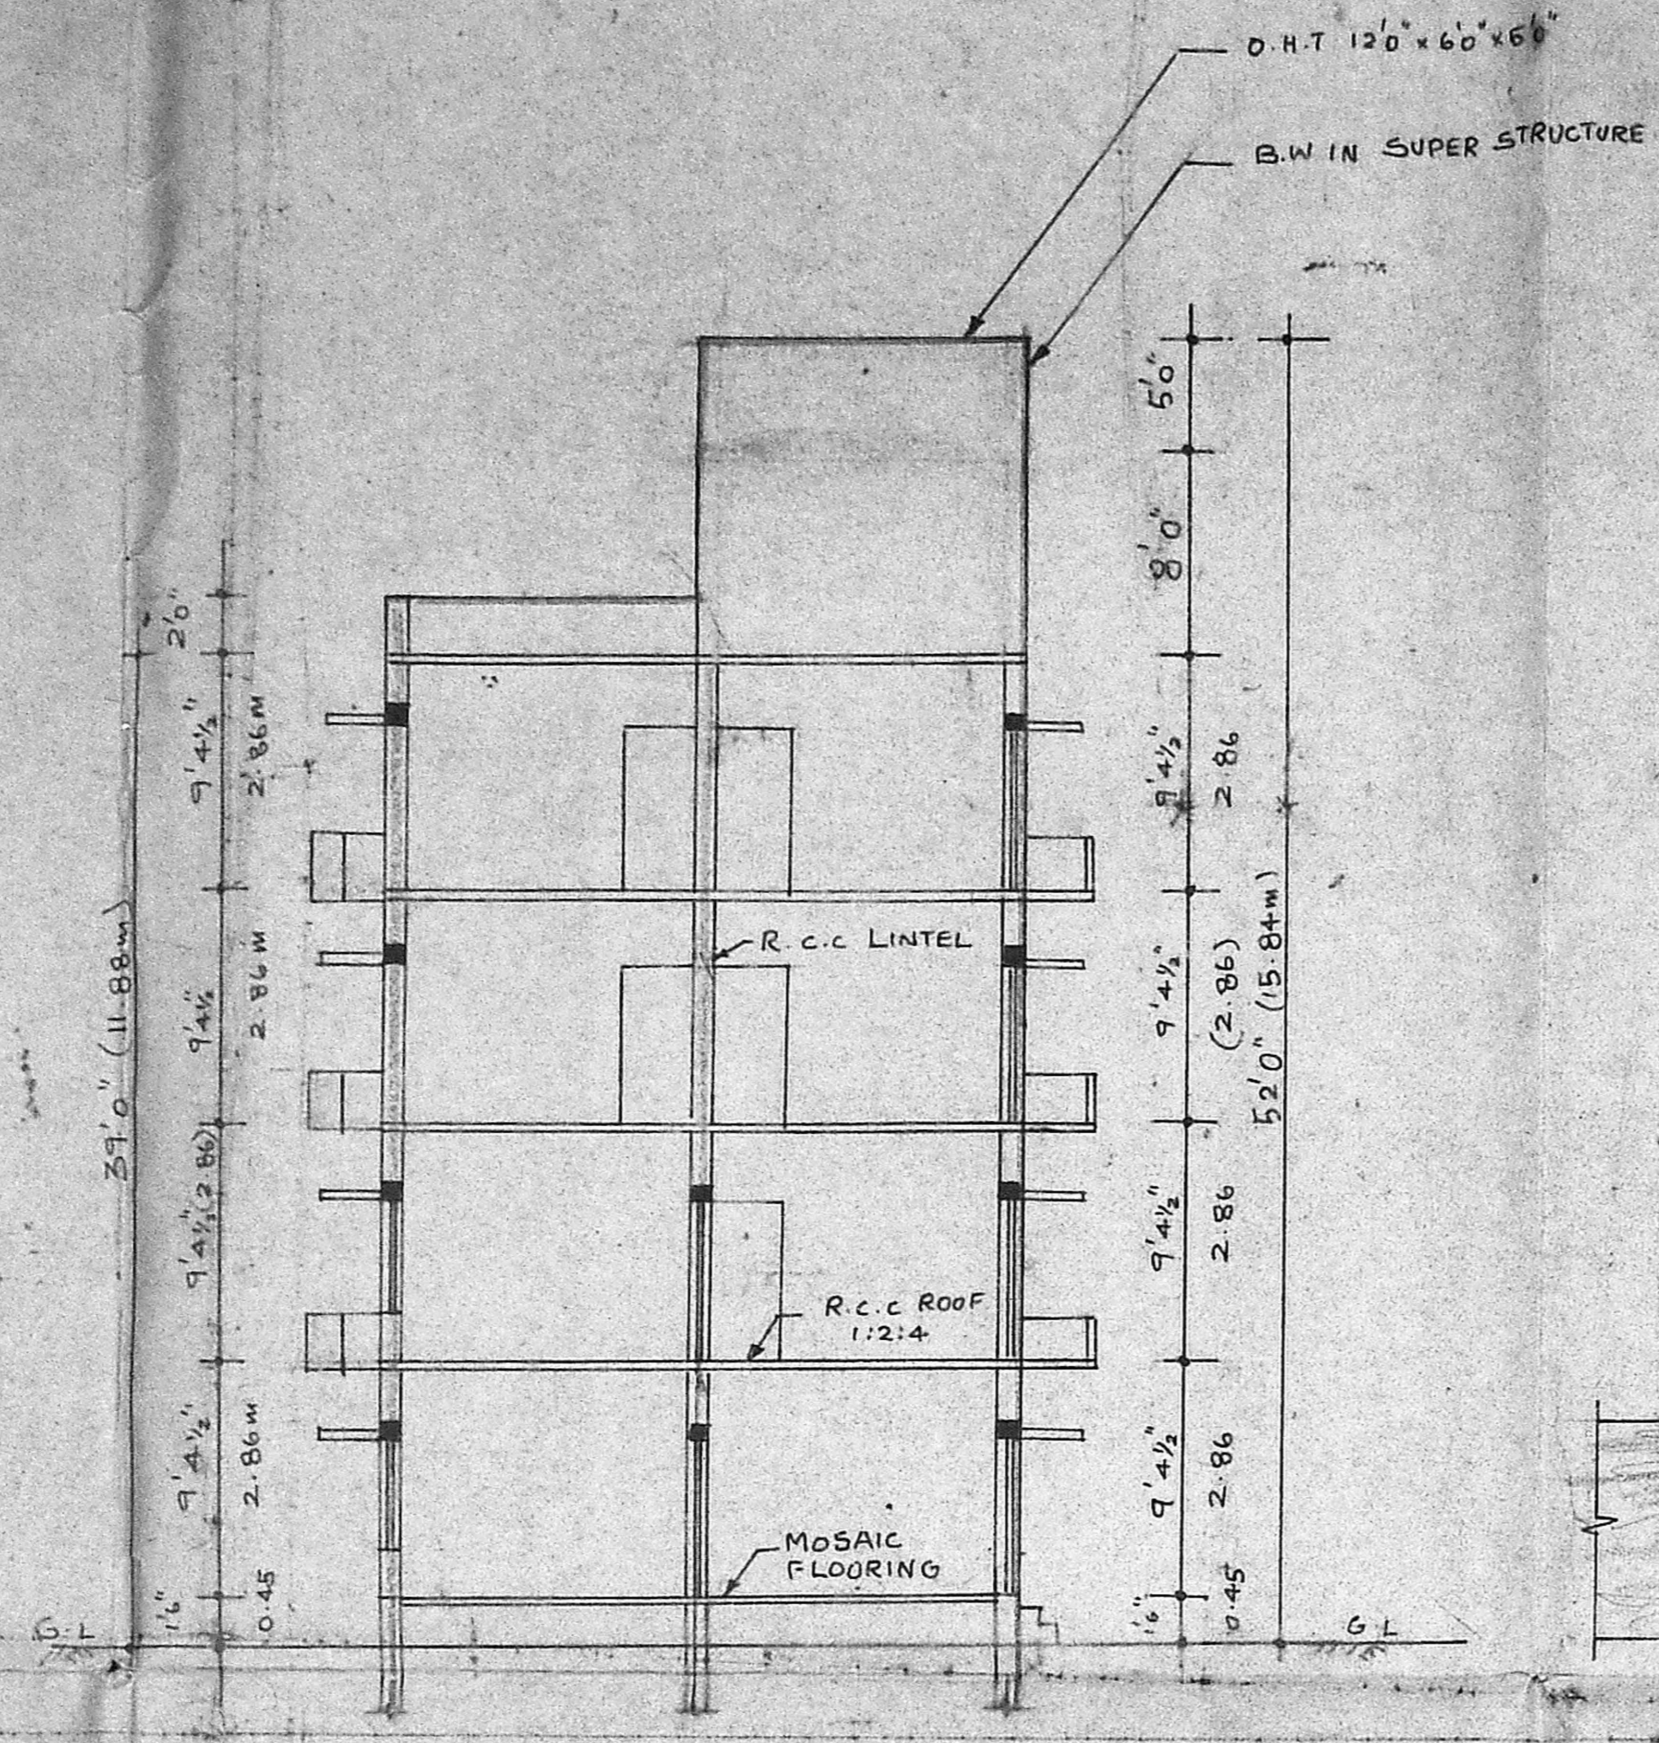 O.H.T 12'0" x 6'0" x 5'0"
B.W IN SUPER STRUCTURE
5'0"
8'0"
2'0"
9'4½"
2.86m
9'4½"
2.86
R.C.C LINTEL
39'0" (11.88m)
9'4½
2.86m
9'4½"
(2.86)
52'0" (15.84m)
9'4½"(2.86)
9'4½"
2.86
R.C.C ROOF
1:2:4
9'4½"
2.86m
9'4½"
2.86
MOSAIC
FLOORING
1'6"
0.45
1'6"
0.45
G.L
G.L